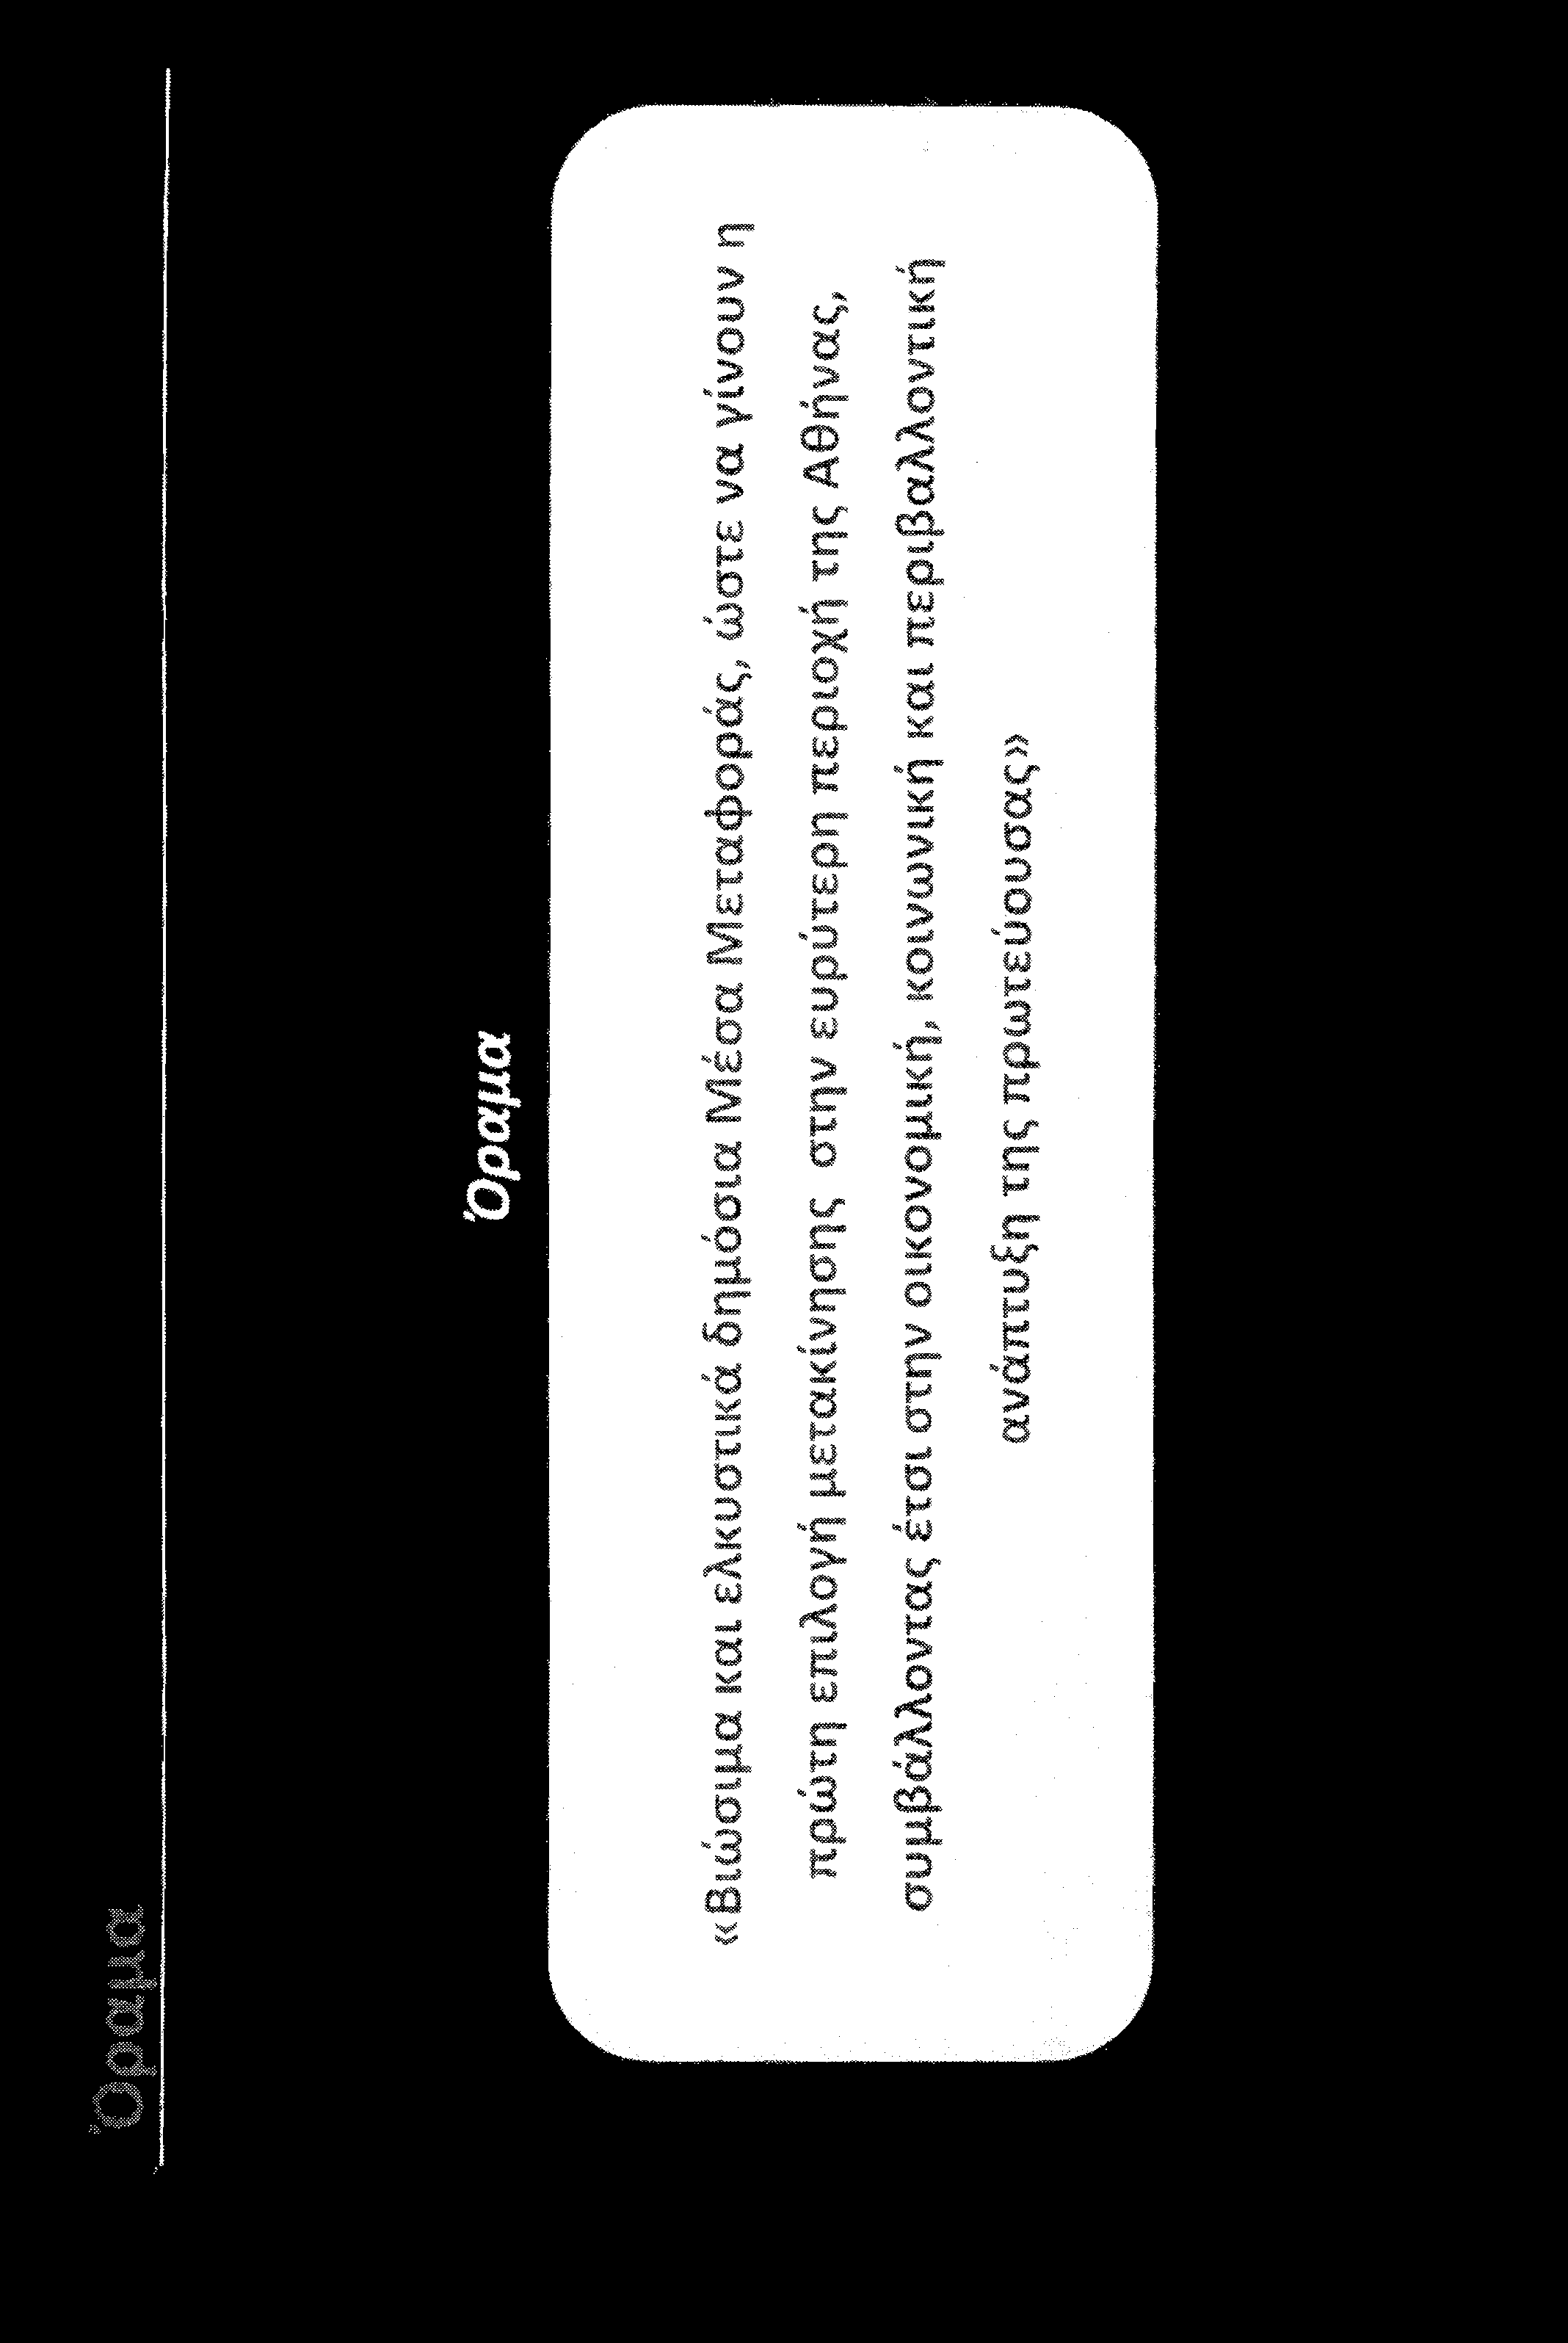 Όραμα
Όραμα
«Βιώσιμα και ελκυστικά δημόσια Μέσα Μεταφοράς, ώστε να γίνουν η
πρώτη επιλογή μετακίνησης στην ευρύτερη περιοχή της Αθήνας,
συμβάλλοντας έτσι στην οικονομική, κοινωνική και περιβαλλοντική
ανάπτυξη της πρωτεύουσας»